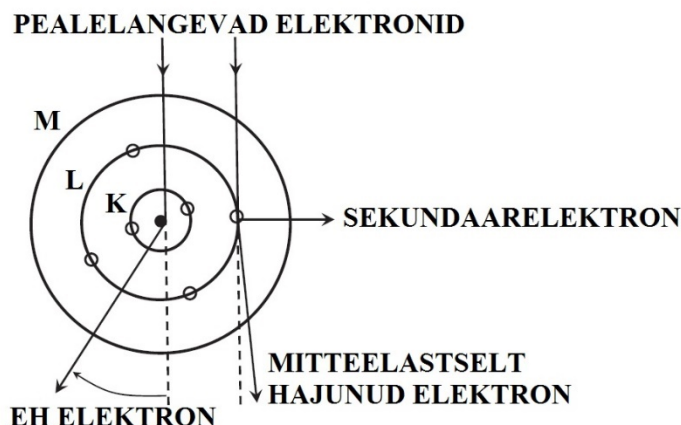 PEALELANGEVAD ELEKTRONID
M
L
K
SEKUNDAARELEKTRON
MITTEELASTSELT
HAJUNUD ELEKTRON
EH ELEKTRON